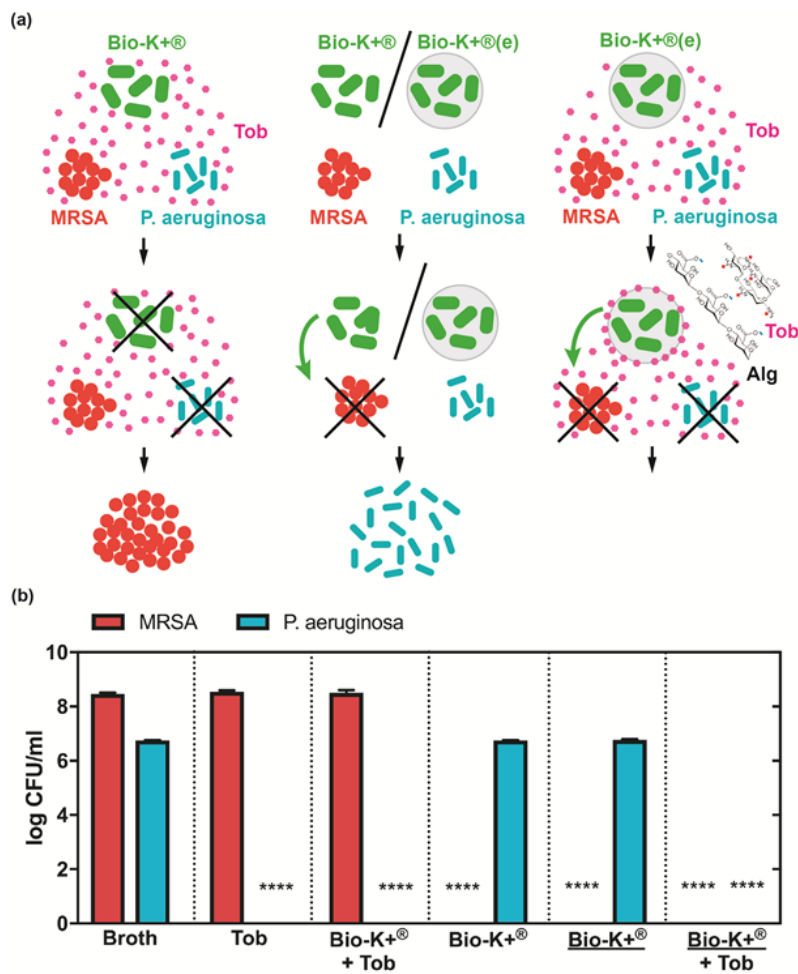 (a)
Bio-K+® Bio-K+® Bio-K+®(e) Bio-K+®(e)
Tob Tob
MRSA P. aeruginosa MRSA P. aeruginosa MRSA P. aeruginosa
Tob
Alg
(b)
MRSA P. aeruginosa
10
8
6
4
2
0
log CFU/ml
**** **** **** **** **** ****
Broth Tob Bio-K+® Bio-K+® Bio-K+® Bio-K+®
+ Tob + Tob